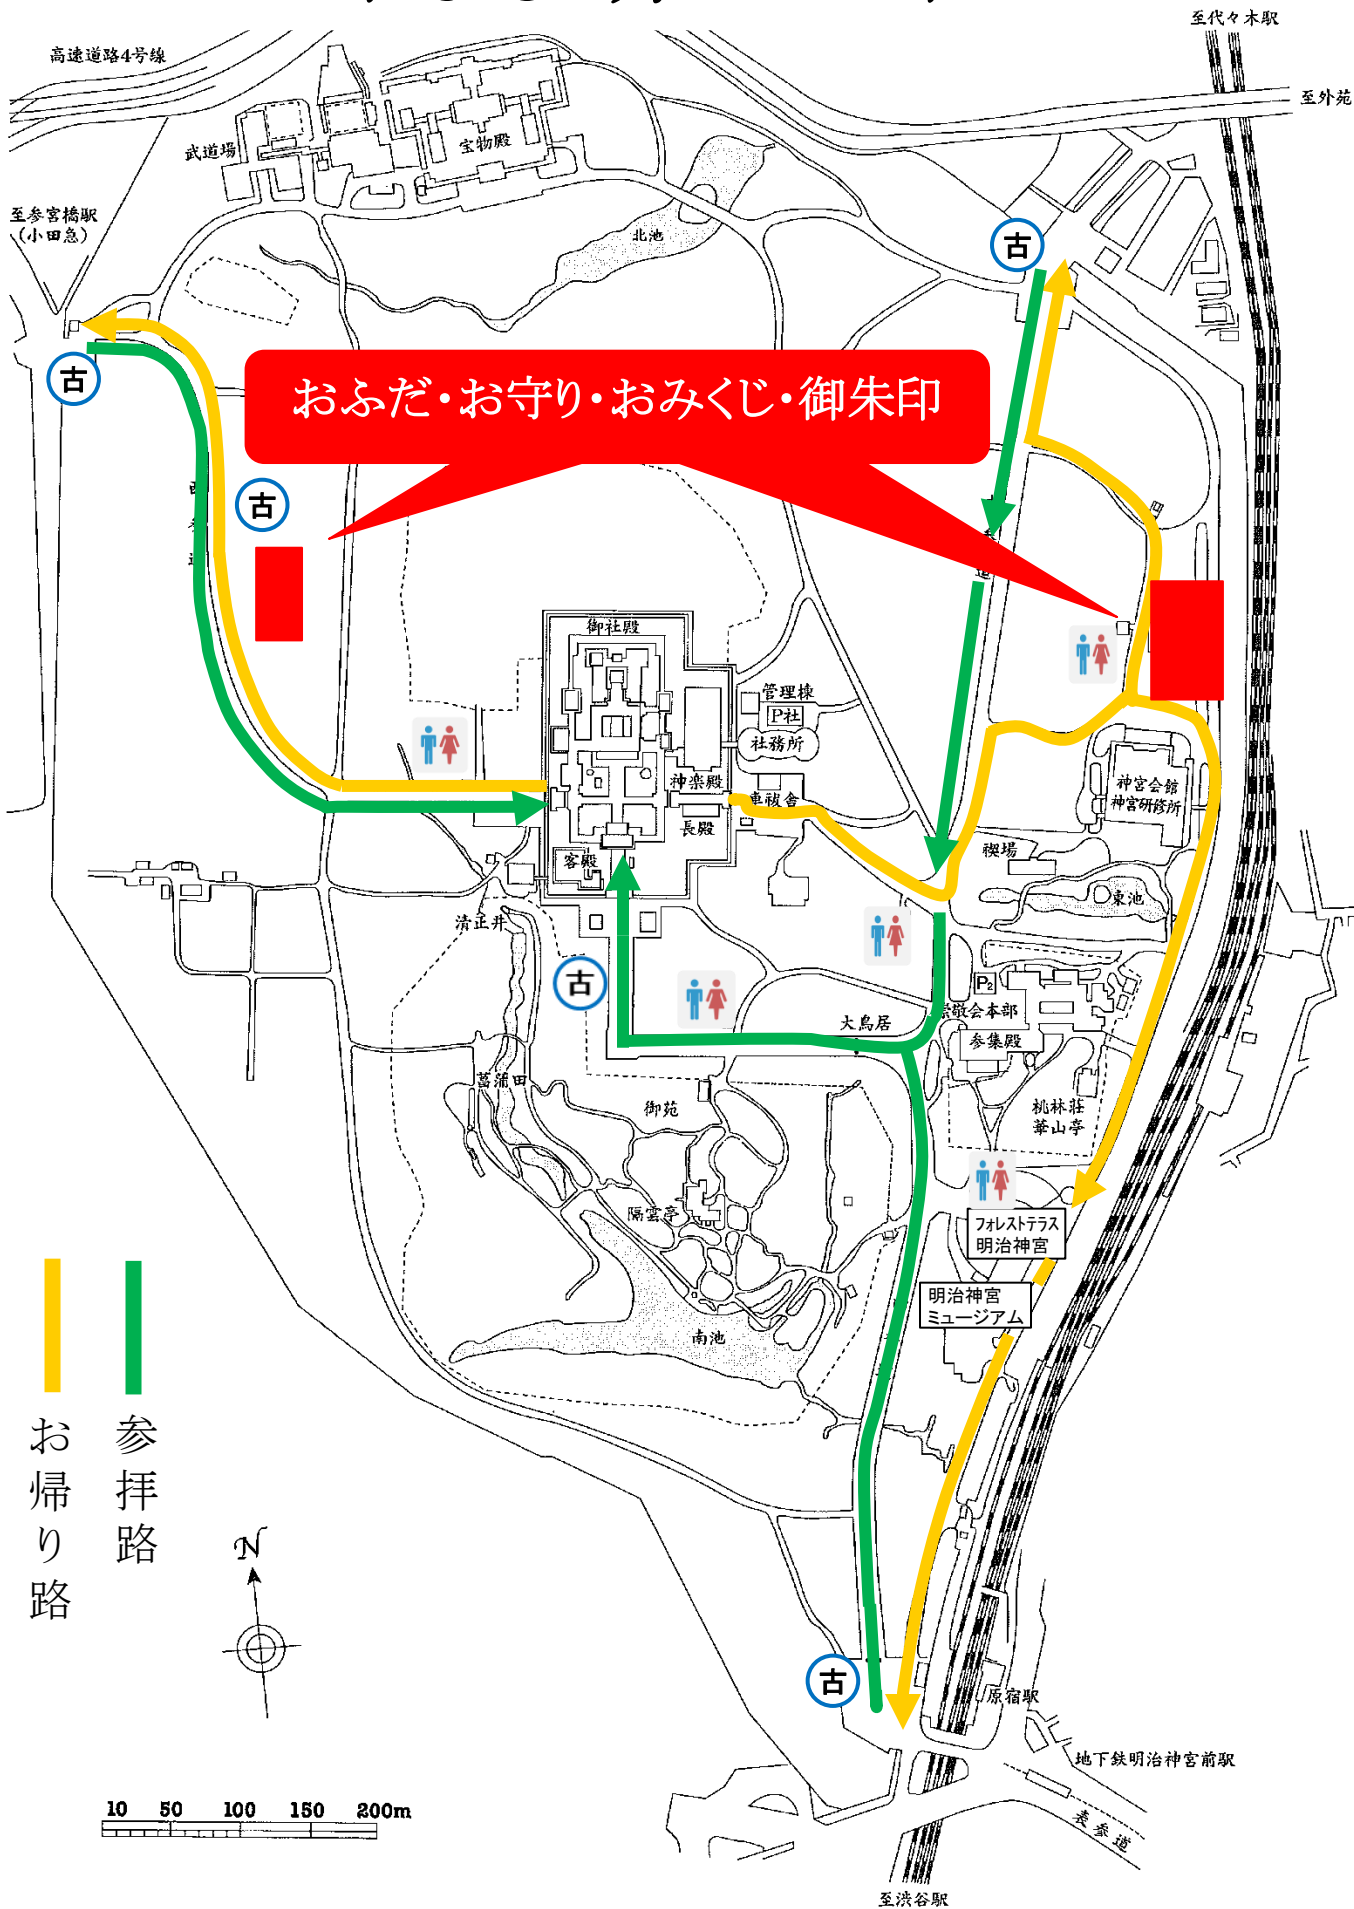 至代々木駅
高速道路4号線
至外苑
武道場
宝物殿
至参宮橋駅
(小田急)
北池
古
古
おふだ・お守り・おみくじ・御朱印
古
西参道
参道
御社殿
管理棟
P社
社務所
神楽殿
車祓舎
長殿
客殿
神宮会館
神宮研修所
禊場
東池
清正井
古
P2
崇敬会本部
大鳥居
参集殿
菖蒲田
御苑
桃林荘
華山亭
隔雲亭
フォレストテラス
明治神宮
明治神宮
ミュージアム
南池
参拝路
お帰り路
N
古
原宿駅
地下鉄明治神宮前駅
表参道
10 50 100 150 200m
至渋谷駅